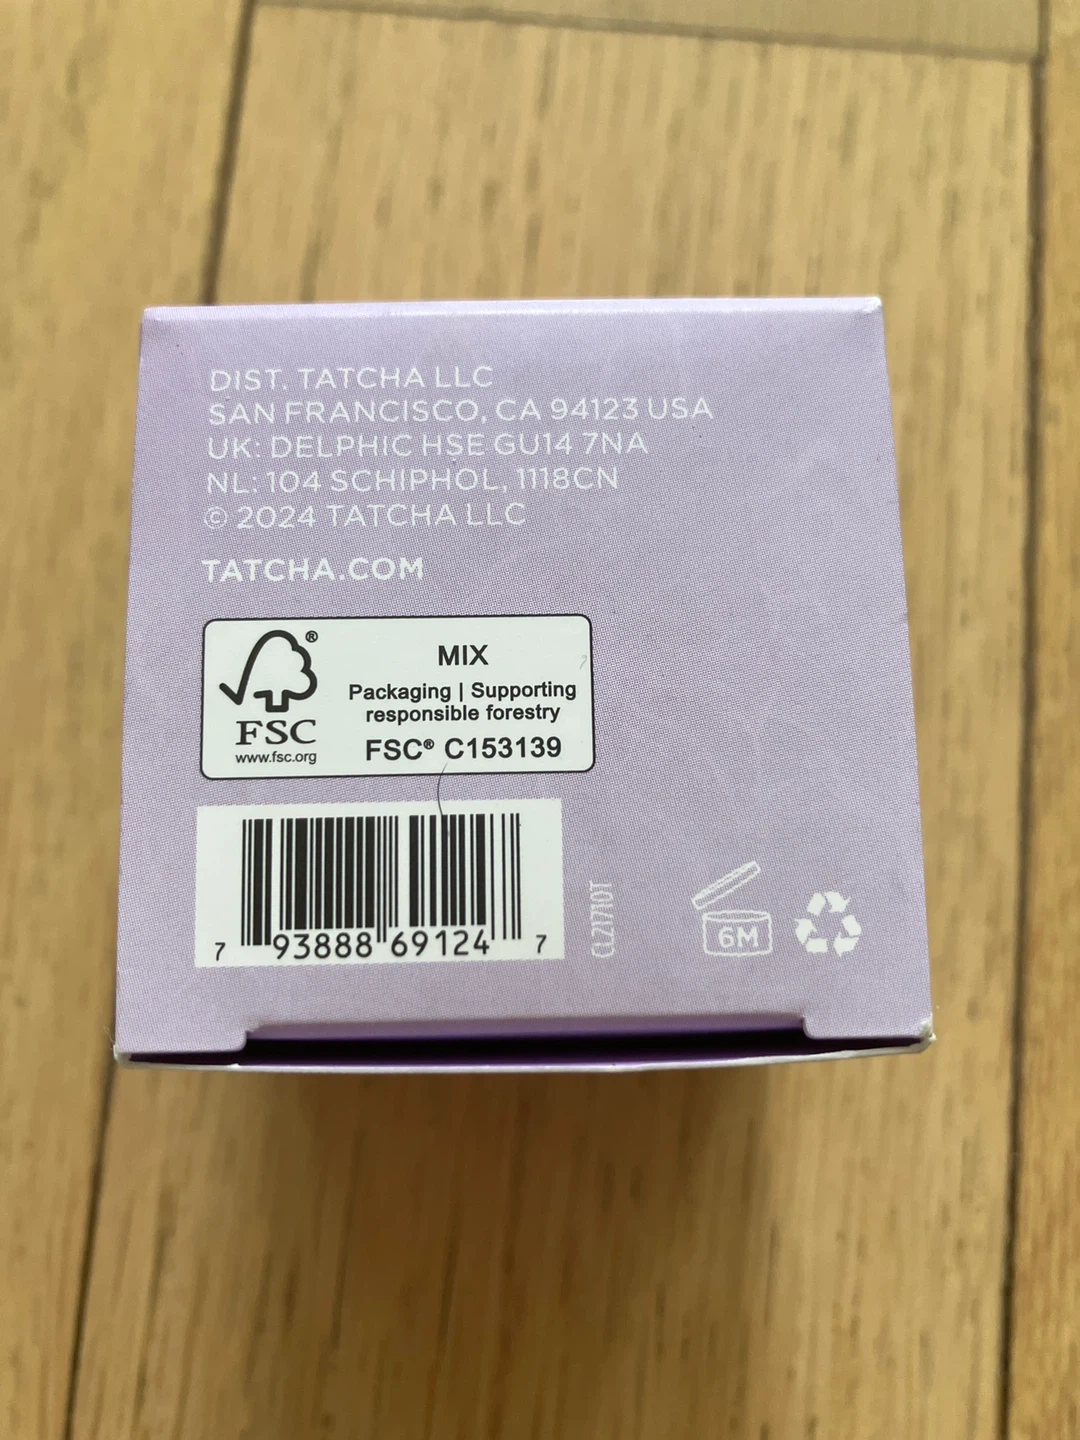 DIST. TATCHA LLC
SAN FRANCISCO, CA 94123 USA
UK: DELPHIC HSE GU14 7NA
NL: 104 SCHIPHOL, 1118CN
© 2024 TATCHA LLC
TATCHA.COM
®
FSC
www.fsc.org
MIX
Packaging | Supporting
responsible forestry
FSC® C153139
7 93888 69124 7
CLZ1710T
6M